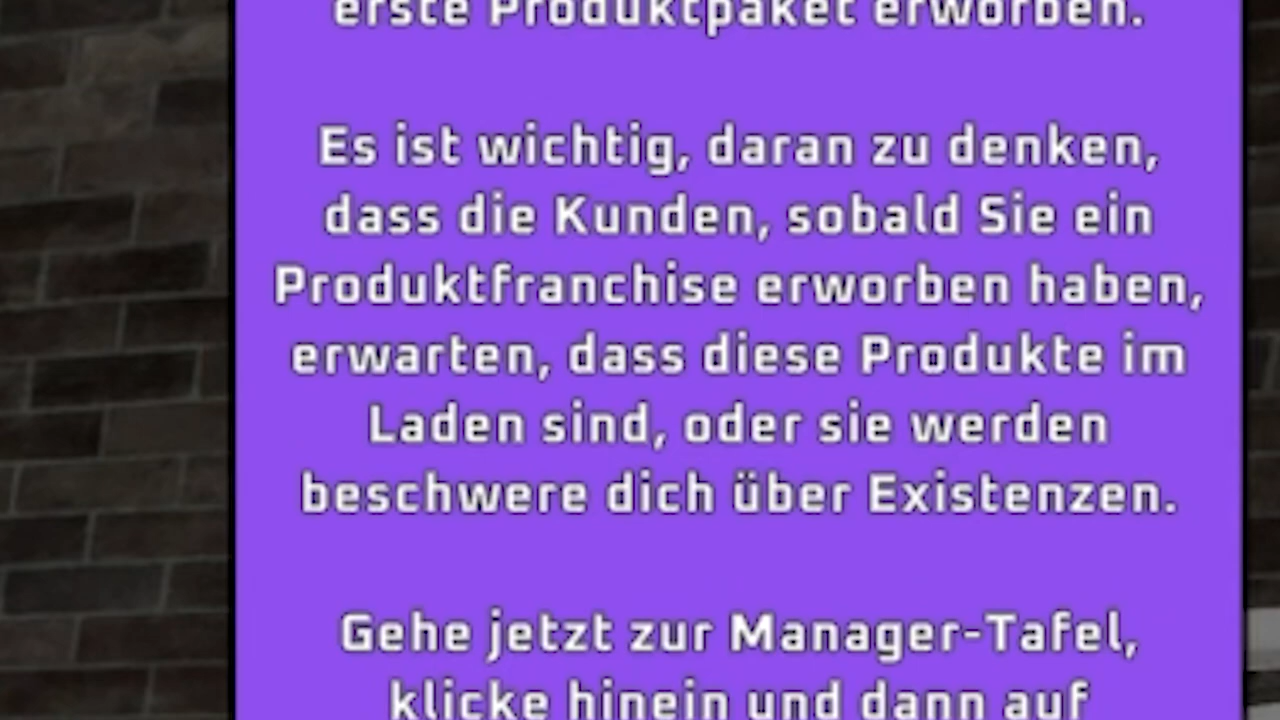 erste Produktpaket erworben.
Es ist wichtig, daran zu denken,
dass die Kunden, sobald Sie ein
Produktfranchise erworben haben,
erwarten, dass diese Produkte im
Laden sind, oder sie werden
beschwere dich über Existenzen.
Gehe jetzt zur Manager-Tafel,
klicke hinein und dann auf